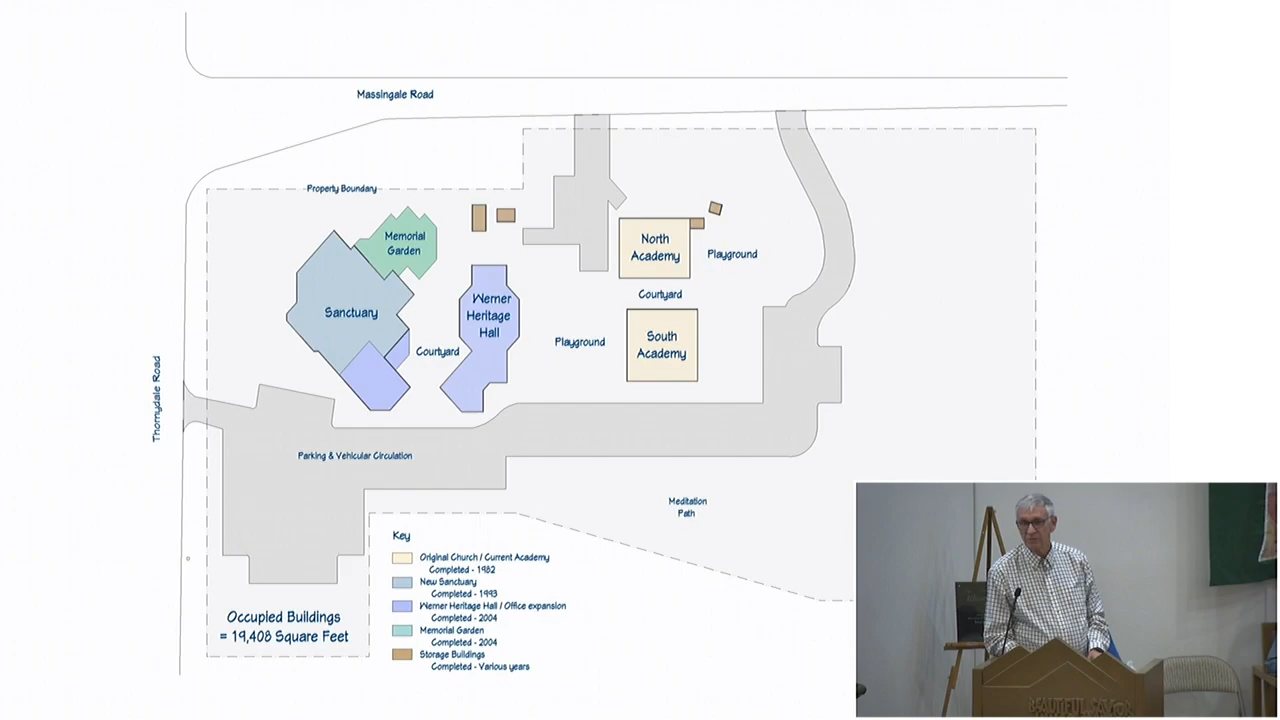 Massingale Road
Property Boundary
Memorial
Garden
North
Academy
Playground
Sanctuary
Werner
Heritage
Hall
Courtyard
Courtyard
Playground
South
Academy
Thornydale Road
Parking & Vehicular Circulation
Meditation
Path
Key
Original Church / Current Academy
Completed - 1982
New Sanctuary
Completed - 1993
Werner Heritage Hall / Office expansion
Completed - 2004
Memorial Garden
Completed - 2004
Storage Buildings
Completed - Various years
Occupied Buildings
= 19,408 Square Feet
BEAUTIFUL SAVIOR